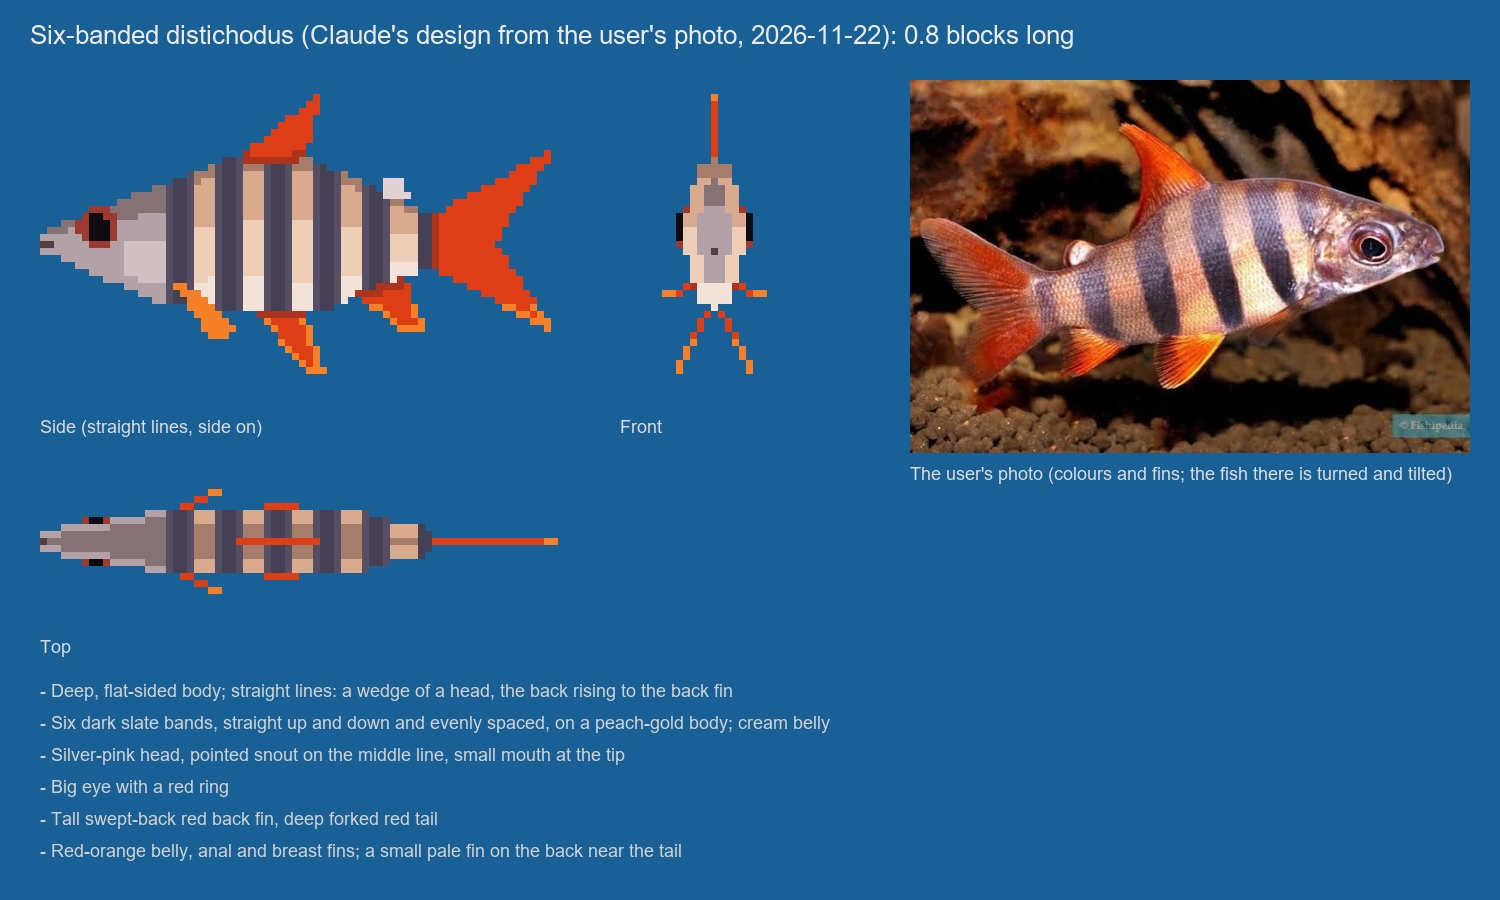 Six-banded distichodus (Claude's design from the user's photo, 2026-11-22): 0.8 blocks long
© Fishipedia
Side (straight lines, side on)
Front
The user's photo (colours and fins; the fish there is turned and tilted)
Top
- Deep, flat-sided body; straight lines: a wedge of a head, the back rising to the back fin
- Six dark slate bands, straight up and down and evenly spaced, on a peach-gold body; cream belly
- Silver-pink head, pointed snout on the middle line, small mouth at the tip
- Big eye with a red ring
- Tall swept-back red back fin, deep forked red tail
- Red-orange belly, anal and breast fins; a small pale fin on the back near the tail